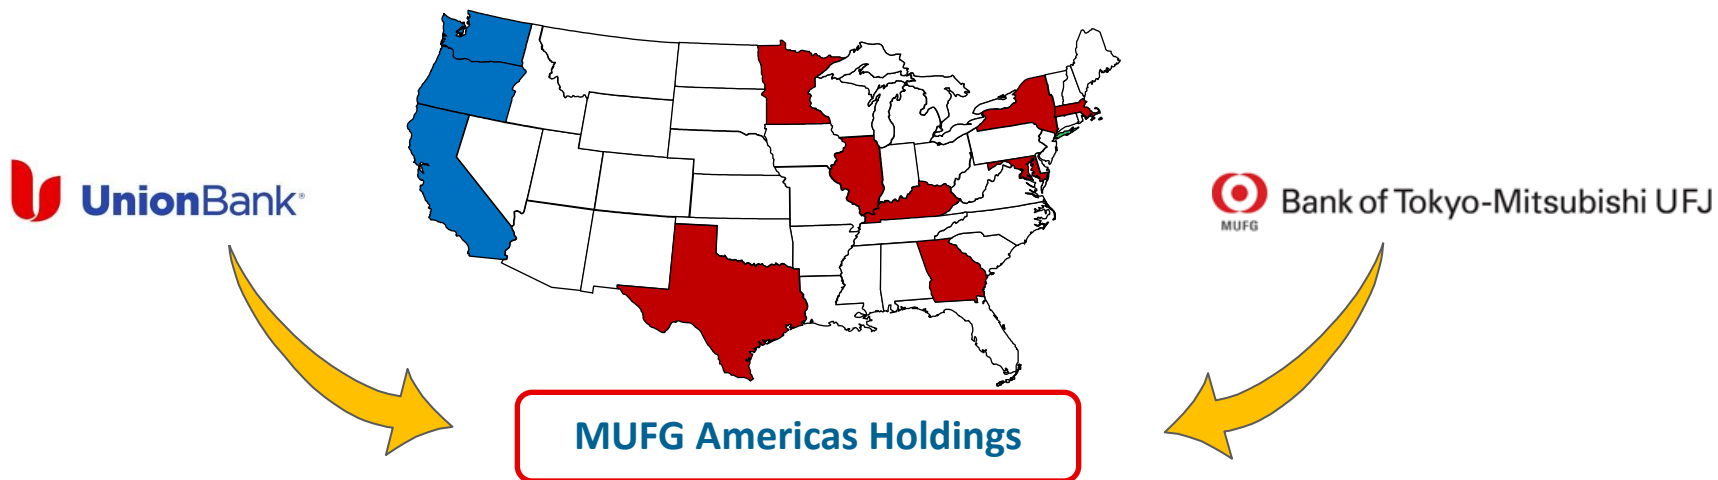 UnionBank®
MUFG
Bank of Tokyo-Mitsubishi UFJ
MUFG Americas Holdings